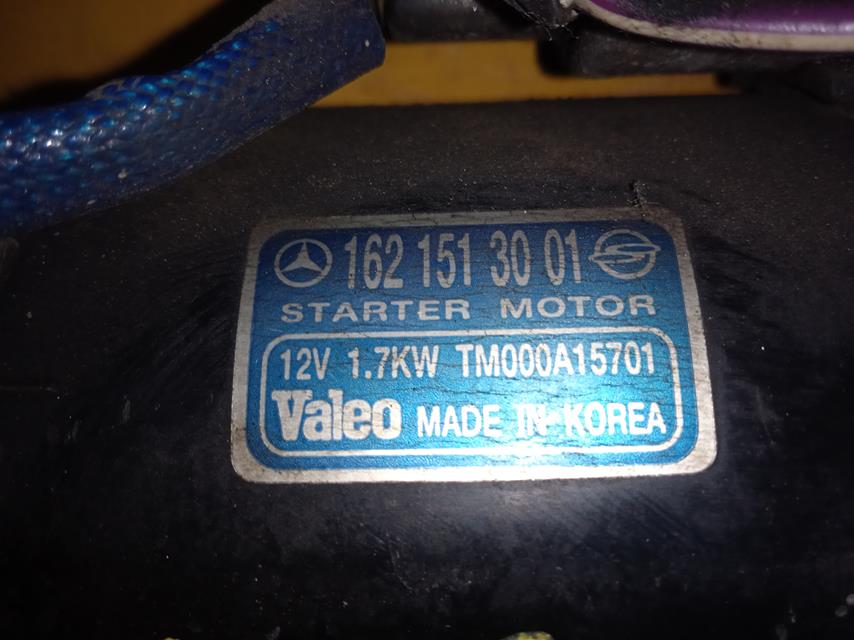 162 151 30 01
STARTER MOTOR
12V 1.7KW TM000A15701
Valeo MADE IN KOREA